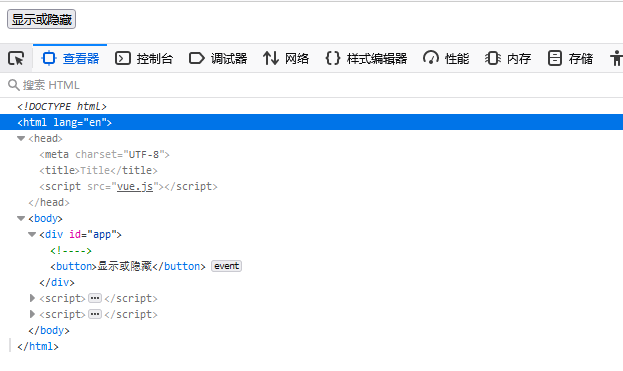 显示或隐藏
查看器 控制台 调试器 网络 {} 样式编辑器 性能 内存 存储
搜索 HTML
<!DOCTYPE html>
<html lang="en">
<head>
<meta charset="UTF-8">
<title>Title</title>
<script src="vue.js"></script>
</head>
<body>
<div id="app">
<!---->
<button>显示或隐藏</button> event
</div>
<script>…</script>
<script>…</script>
</body>
</html>